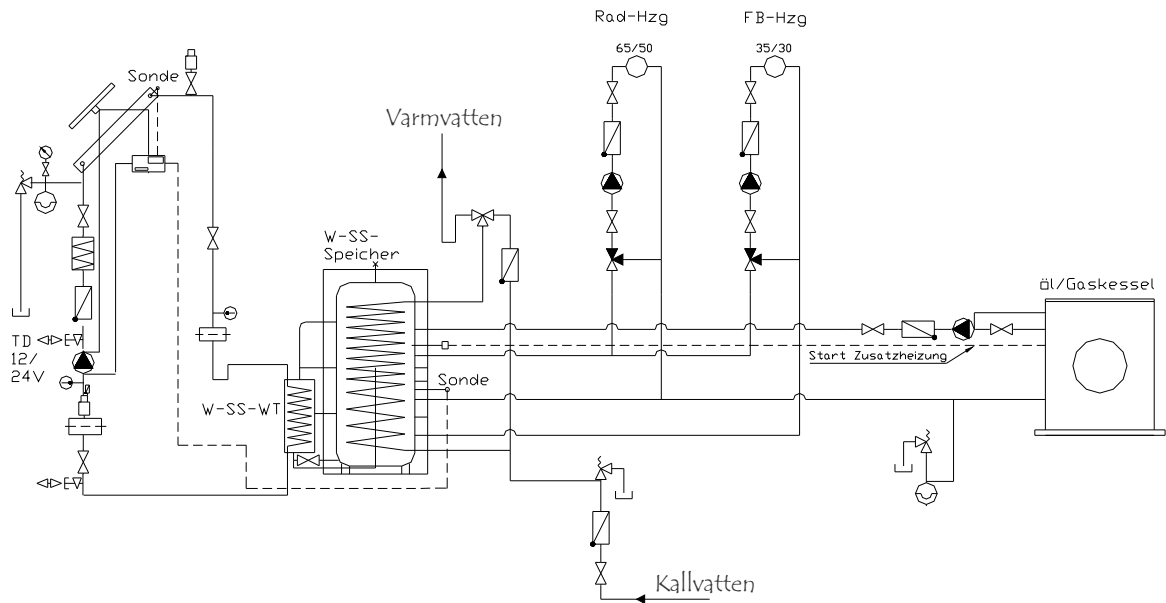 Rad-Hzg
FB-Hzg
65/50
35/30
Sonde
Varmvatten
W-SS-
Speicher
öl/Gaskessel
TD
12/
24V
Start Zusatzheizung
Sonde
W-SS-WT
Kallvatten